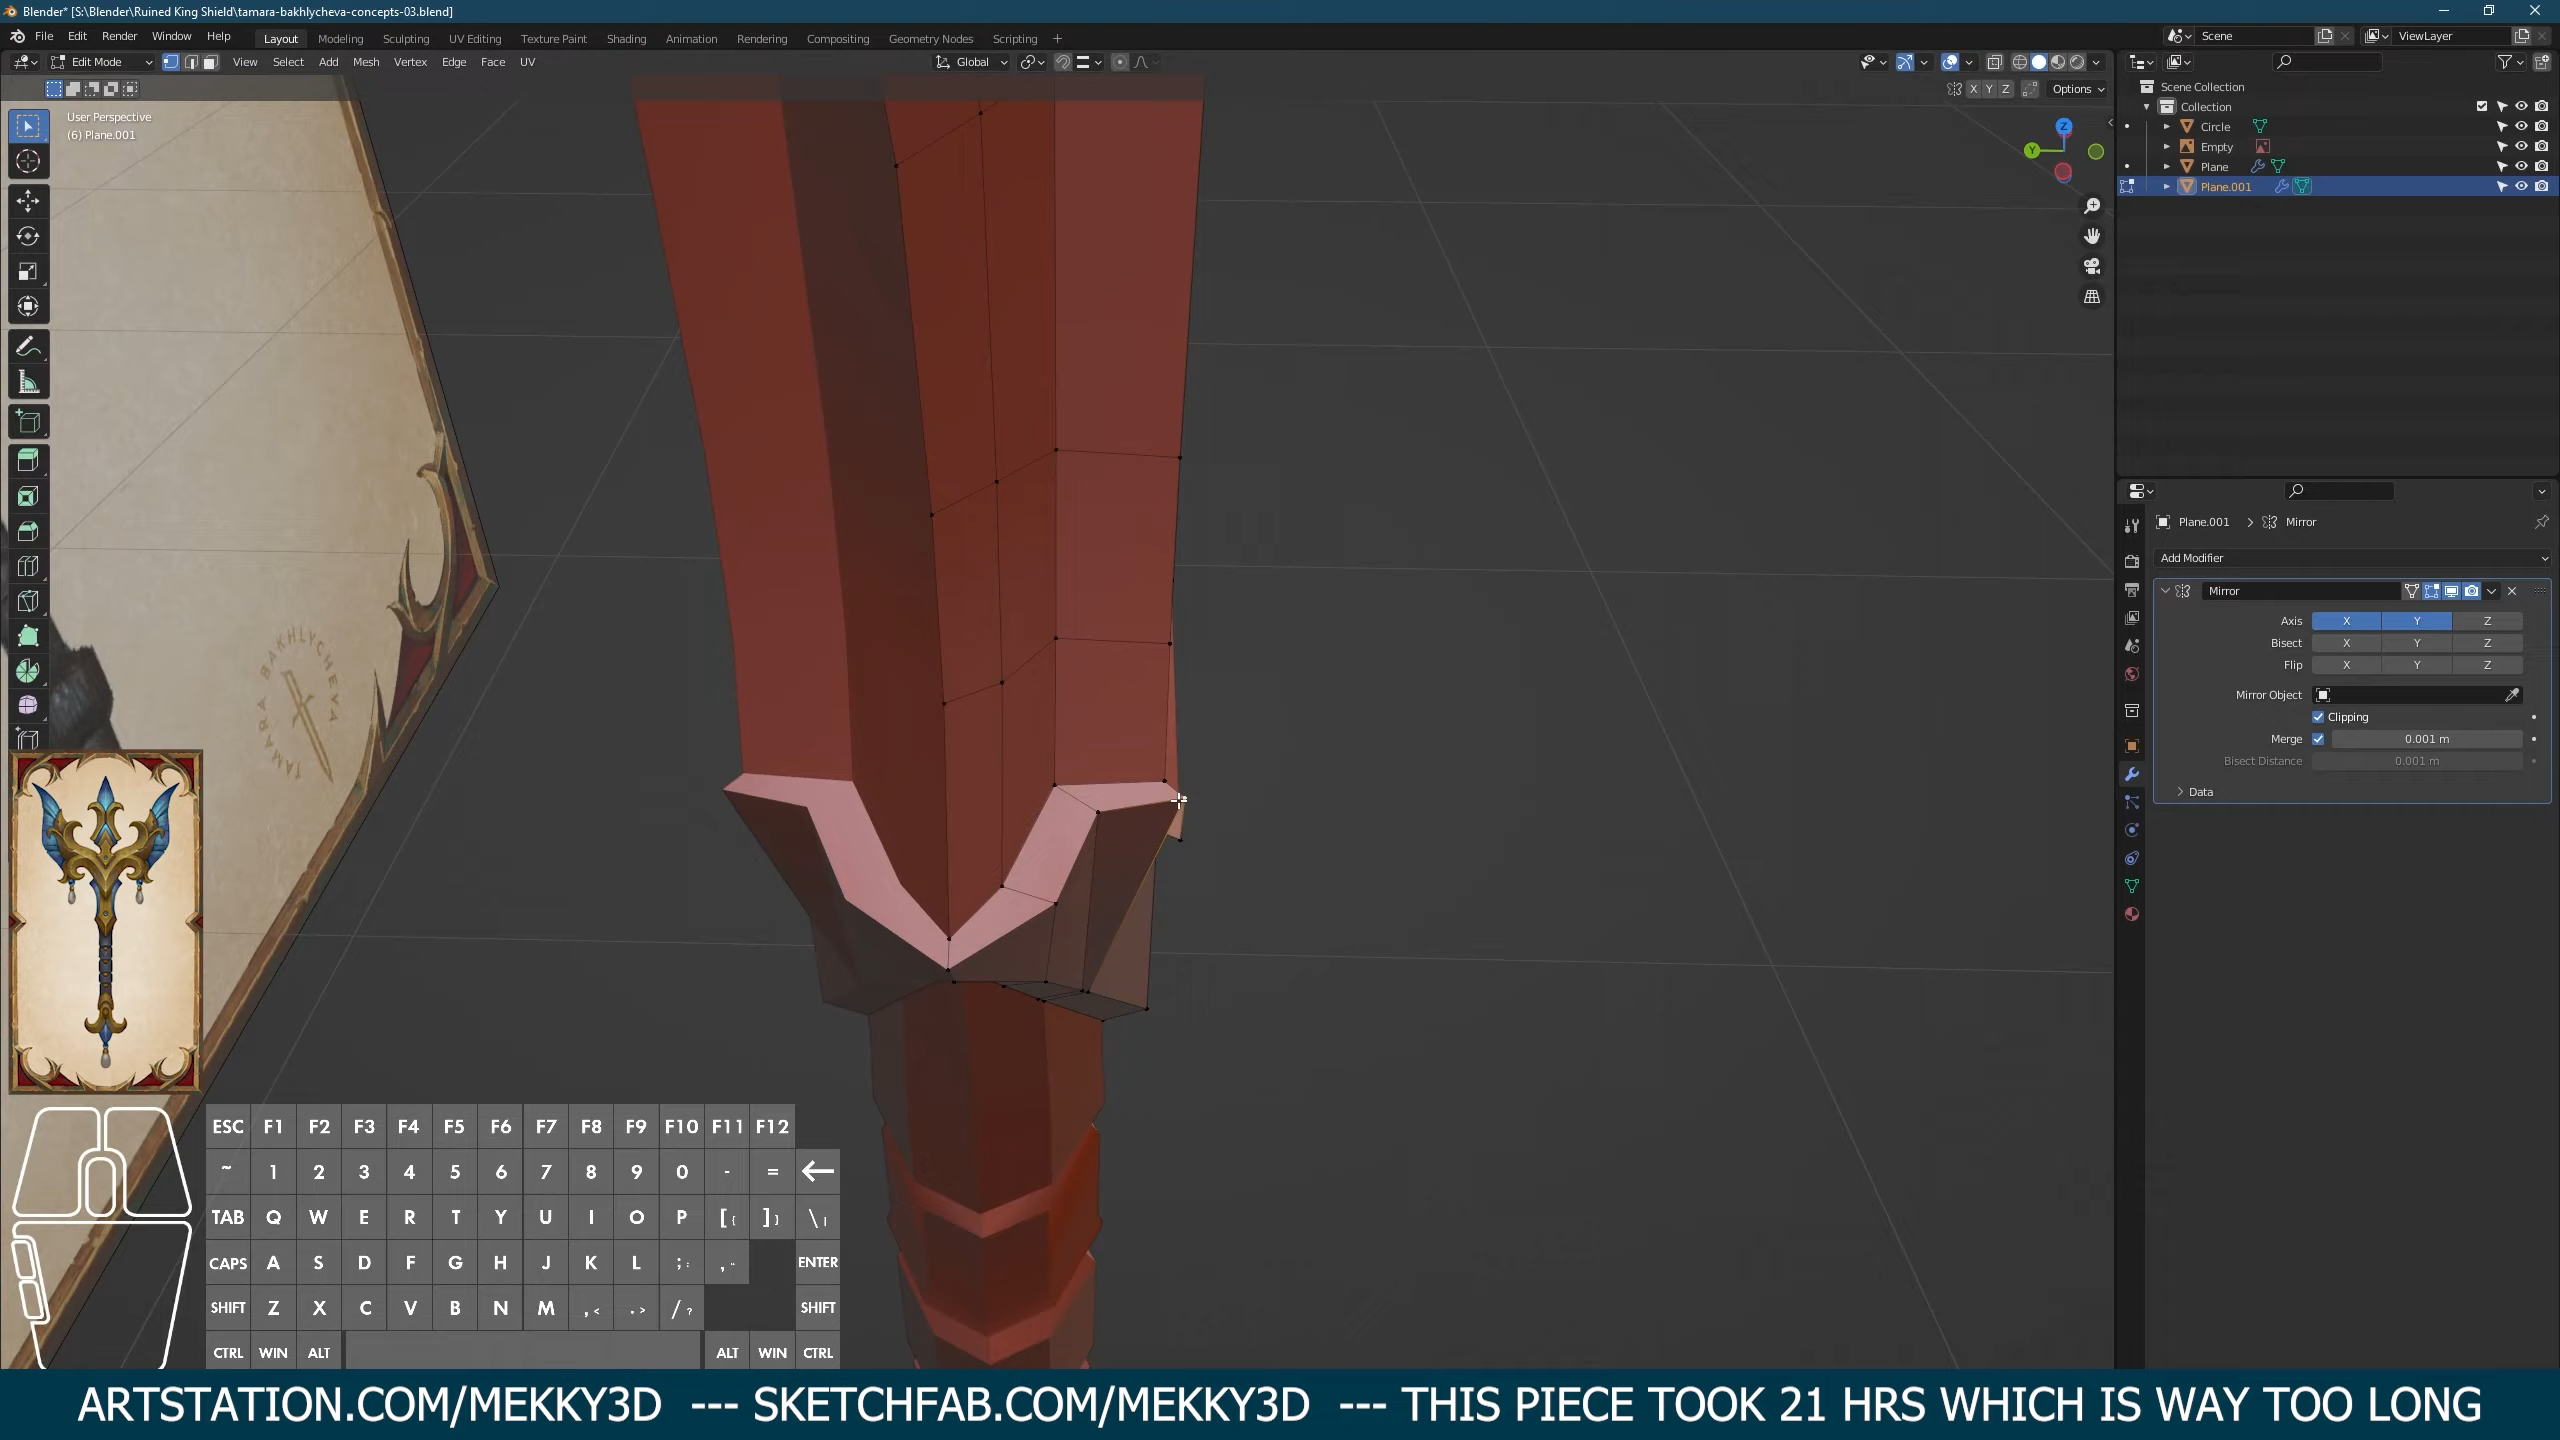 Blender* [S:\Blender\Ruined King Shield\tamara-bakhlycheva-concepts-03.blend]
File Edit Render Window Help
Layout Modeling Sculpting UV Editing Texture Paint Shading Animation Rendering Compositing Geometry Nodes Scripting +
Scene
ViewLayer
Edit Mode
View Select Add Mesh Vertex Edge Face UV
Global
X Y Z
Options
User Perspective
(6) Plane.001
Z
Y
Scene Collection
Collection
Circle
Empty
Plane
Plane.001
Plane.001 > Mirror
Add Modifier
Mirror
Axis X Y Z
Bisect X Y Z
Flip X Y Z
Mirror Object
Clipping
Merge 0.001 m
Bisect Distance 0.001 m
Data
TAMARA BAKHLYCHEVA
ESC F1 F2 F3 F4 F5 F6 F7 F8 F9 F10 F11 F12
~ 1 2 3 4 5 6 7 8 9 0 - =
TAB Q W E R T Y U I O P [ { ] } \ |
CAPS A S D F G H J K L ; : , " ENTER
SHIFT Z X C V B N M , < . > / ? SHIFT
CTRL WIN ALT ALT WIN CTRL
ARTSTATION.COM/MEKKY3D --- SKETCHFAB.COM/MEKKY3D --- THIS PIECE TOOK 21 HRS WHICH IS WAY TOO LONG